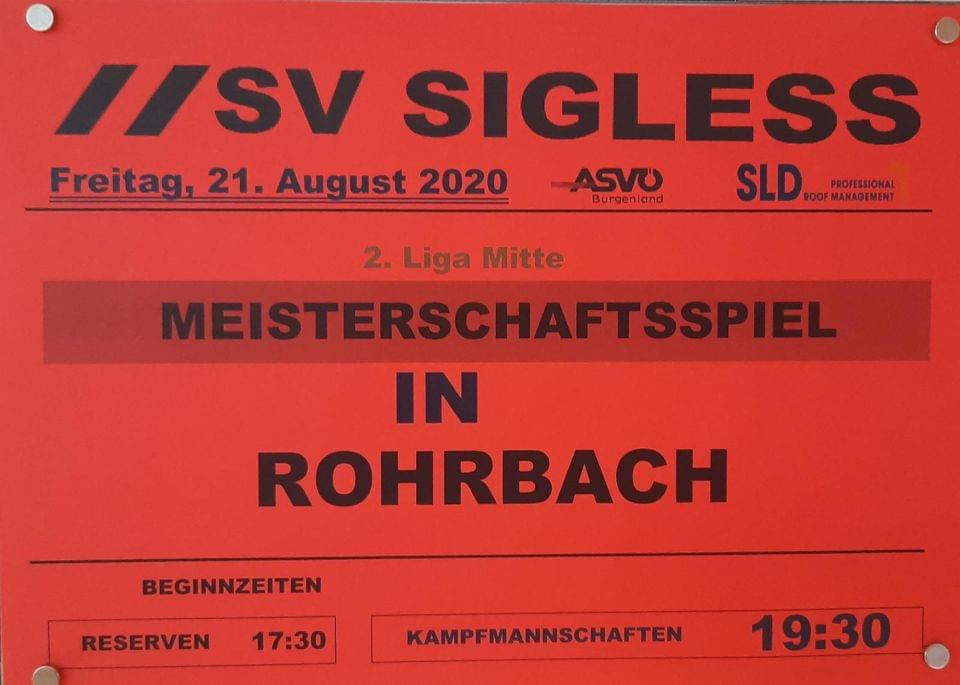 //SV SIGLESS
Freitag, 21. August 2020
ASVÖ
Burgenland
SLD PROFESSIONAL
ROOF MANAGEMENT
2. Liga Mitte
MEISTERSCHAFTSSPIEL
IN
ROHRBACH
BEGINNZEITEN
RESERVEN 17:30
KAMPFMANNSCHAFTEN 19:30